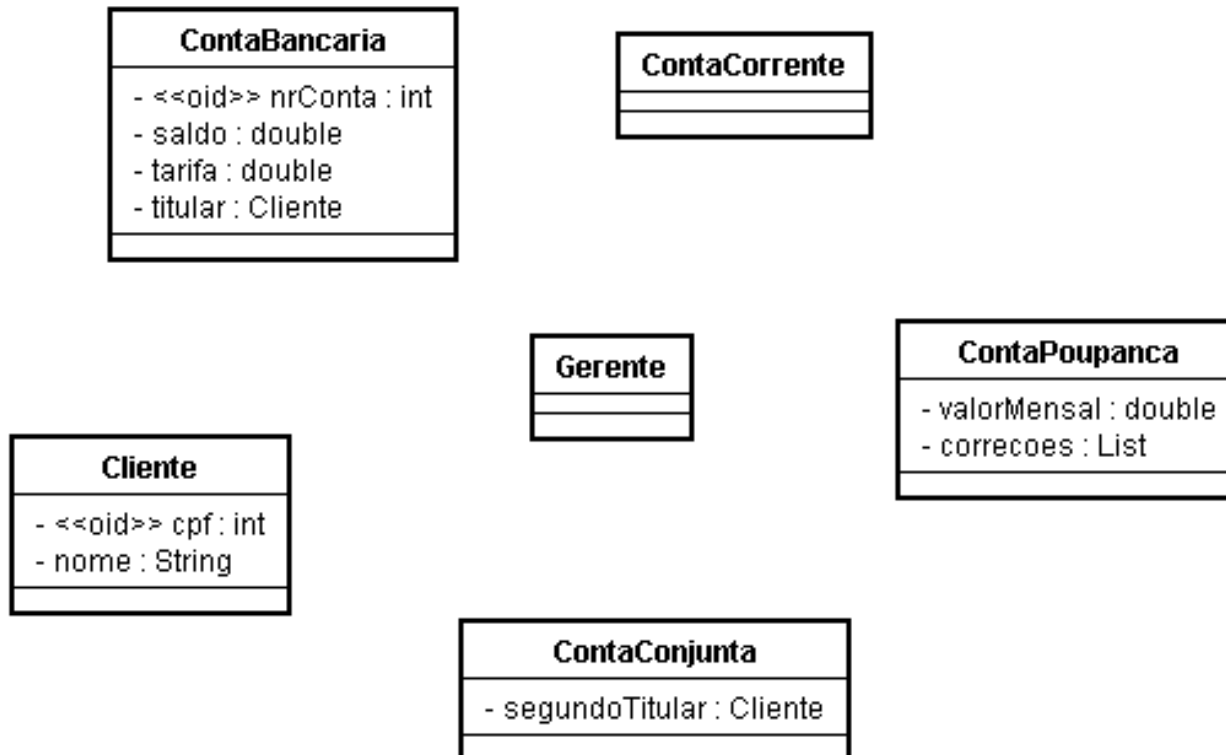 ContaBancaria
- <<oid>> nrConta : int
- saldo : double
- tarifa : double
- titular : Cliente
ContaCorrente
Gerente
ContaPoupanca
- valorMensal : double
- correcoes : List
Cliente
- <<oid>> cpf : int
- nome : String
ContaConjunta
- segundoTitular : Cliente